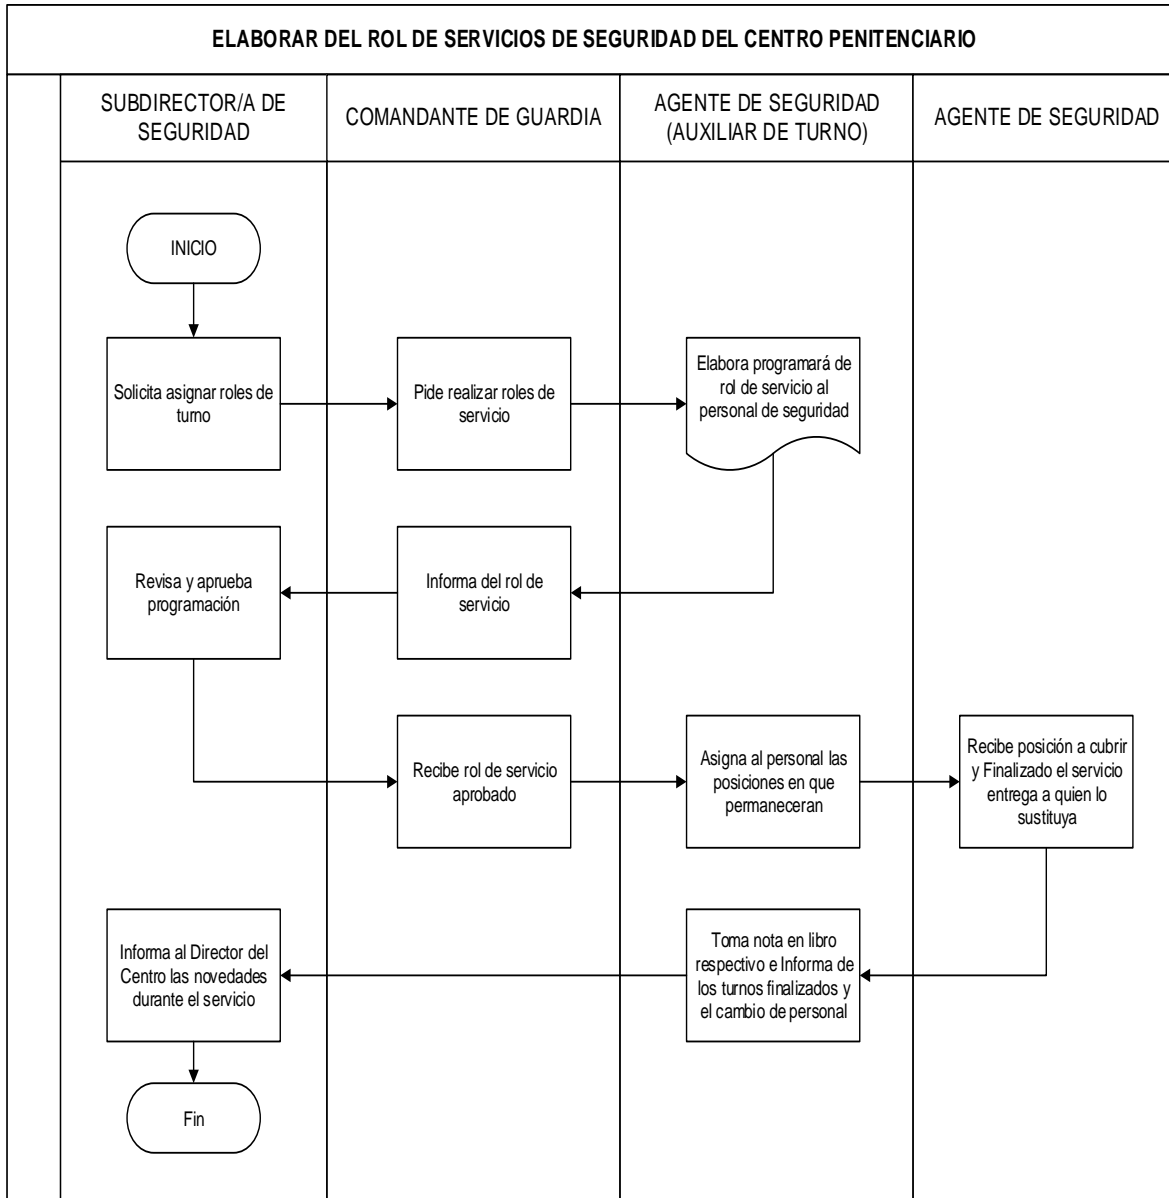 ELABORAR DEL ROL DE SERVICIOS DE SEGURIDAD DEL CENTRO PENITENCIARIO
SUBDIRECTOR/A DE
SEGURIDAD
COMANDANTE DE GUARDIA
AGENTE DE SEGURIDAD
(AUXILIAR DE TURNO)
AGENTE DE SEGURIDAD
INICIO
Solicita asignar roles de
turno
Pide realizar roles de
servicio
Elabora programará de
rol de servicio al
personal de seguridad
Informa del rol de
servicio
Revisa y aprueba
programación
Recibe rol de servicio
aprobado
Asigna al personal las
posiciones en que
permaneceran
Recibe posición a cubrir
y Finalizado el servicio
entrega a quien lo
sustituya
Toma nota en libro
respectivo e Informa de
los turnos finalizados y
el cambio de personal
Informa al Director del
Centro las novedades
durante el servicio
Fin